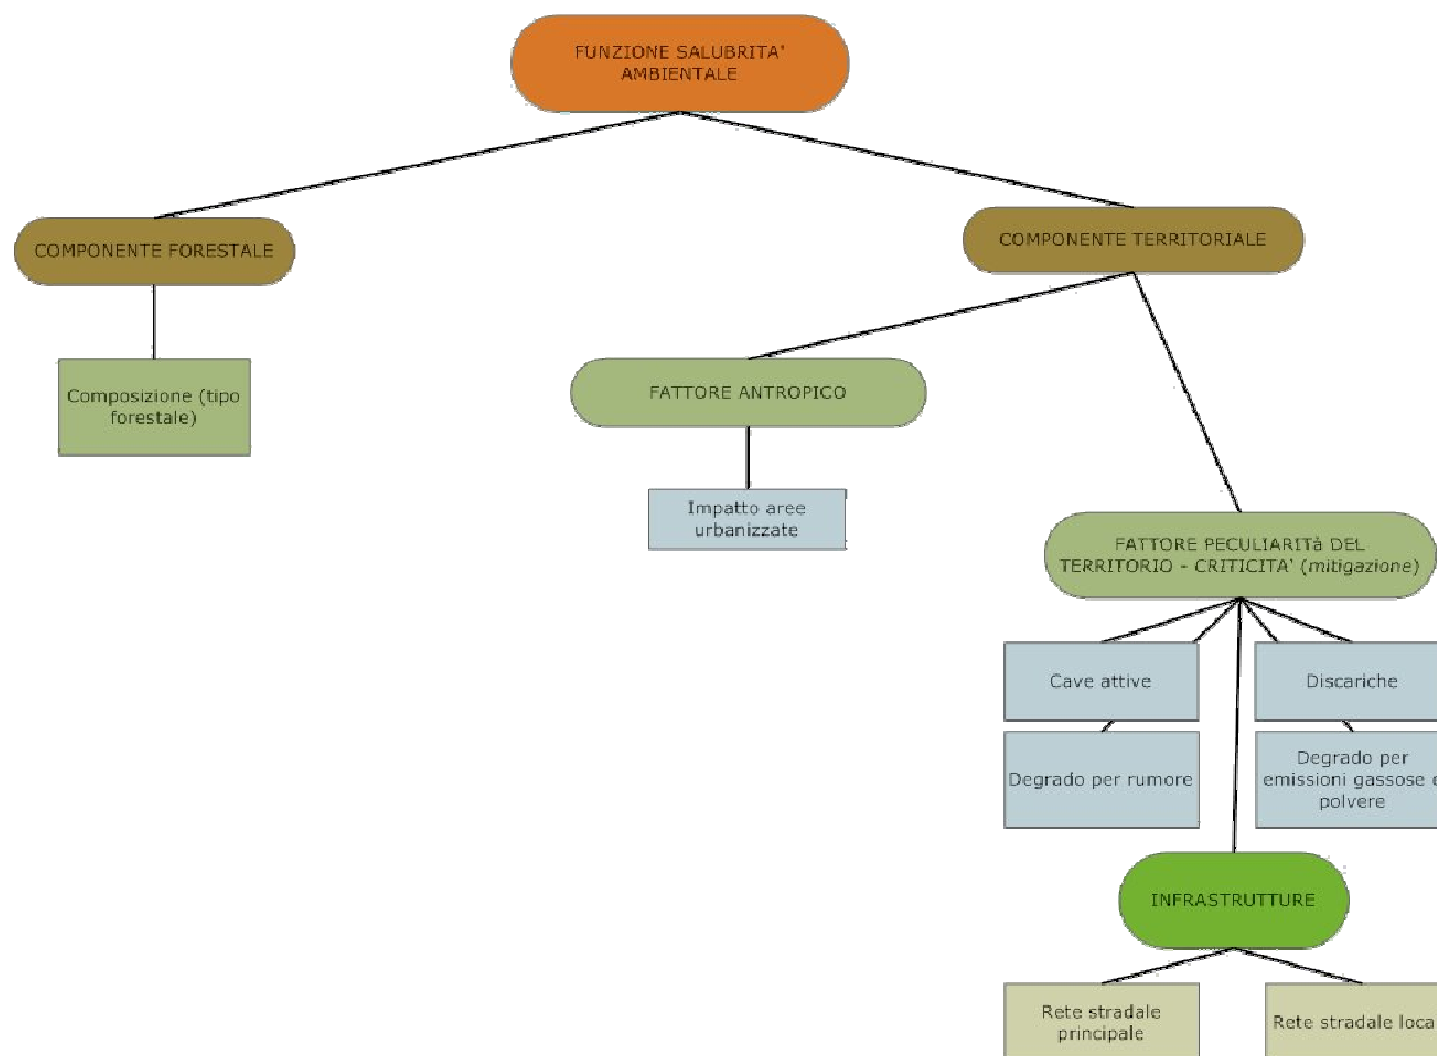 FUNZIONE SALUBRITA'
AMBIENTALE
COMPONENTE FORESTALE
COMPONENTE TERRITORIALE
Composizione (tipo
forestale)
FATTORE ANTROPICO
Impatto aree
urbanizzate
FATTORE PECULIARITà DEL
TERRITORIO - CRITICITA' (mitigazione)
Cave attive
Discariche
Degrado per rumore
Degrado per
emissioni gassose e
polvere
INFRASTRUTTURE
Rete stradale
principale
Rete stradale loca